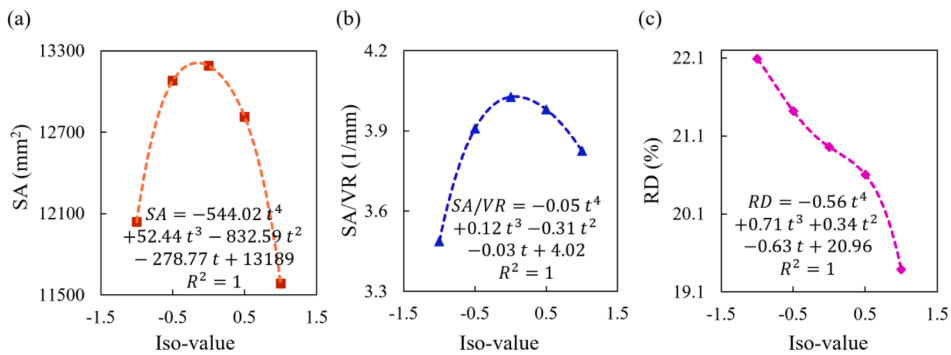 (a)
13300
12700
12100
11500
SA (mm²)
SA = −544.02 t⁴
+52.44 t³ − 832.59 t²
− 278.77 t + 13189
R² = 1
-1.5
-0.5
0.5
1.5
Iso-value
(b)
4.2
3.9
3.6
3.3
SA/VR (1/mm)
SA/VR = −0.05 t⁴
+0.12 t³ −0.31 t²
−0.03 t + 4.02
R² = 1
-1.5
-0.5
0.5
1.5
Iso-value
(c)
22.1
21.1
20.1
19.1
RD (%)
RD = −0.56 t⁴
+0.71 t³ +0.34 t²
−0.63 t + 20.96
R² = 1
-1.5
-0.5
0.5
1.5
Iso-value